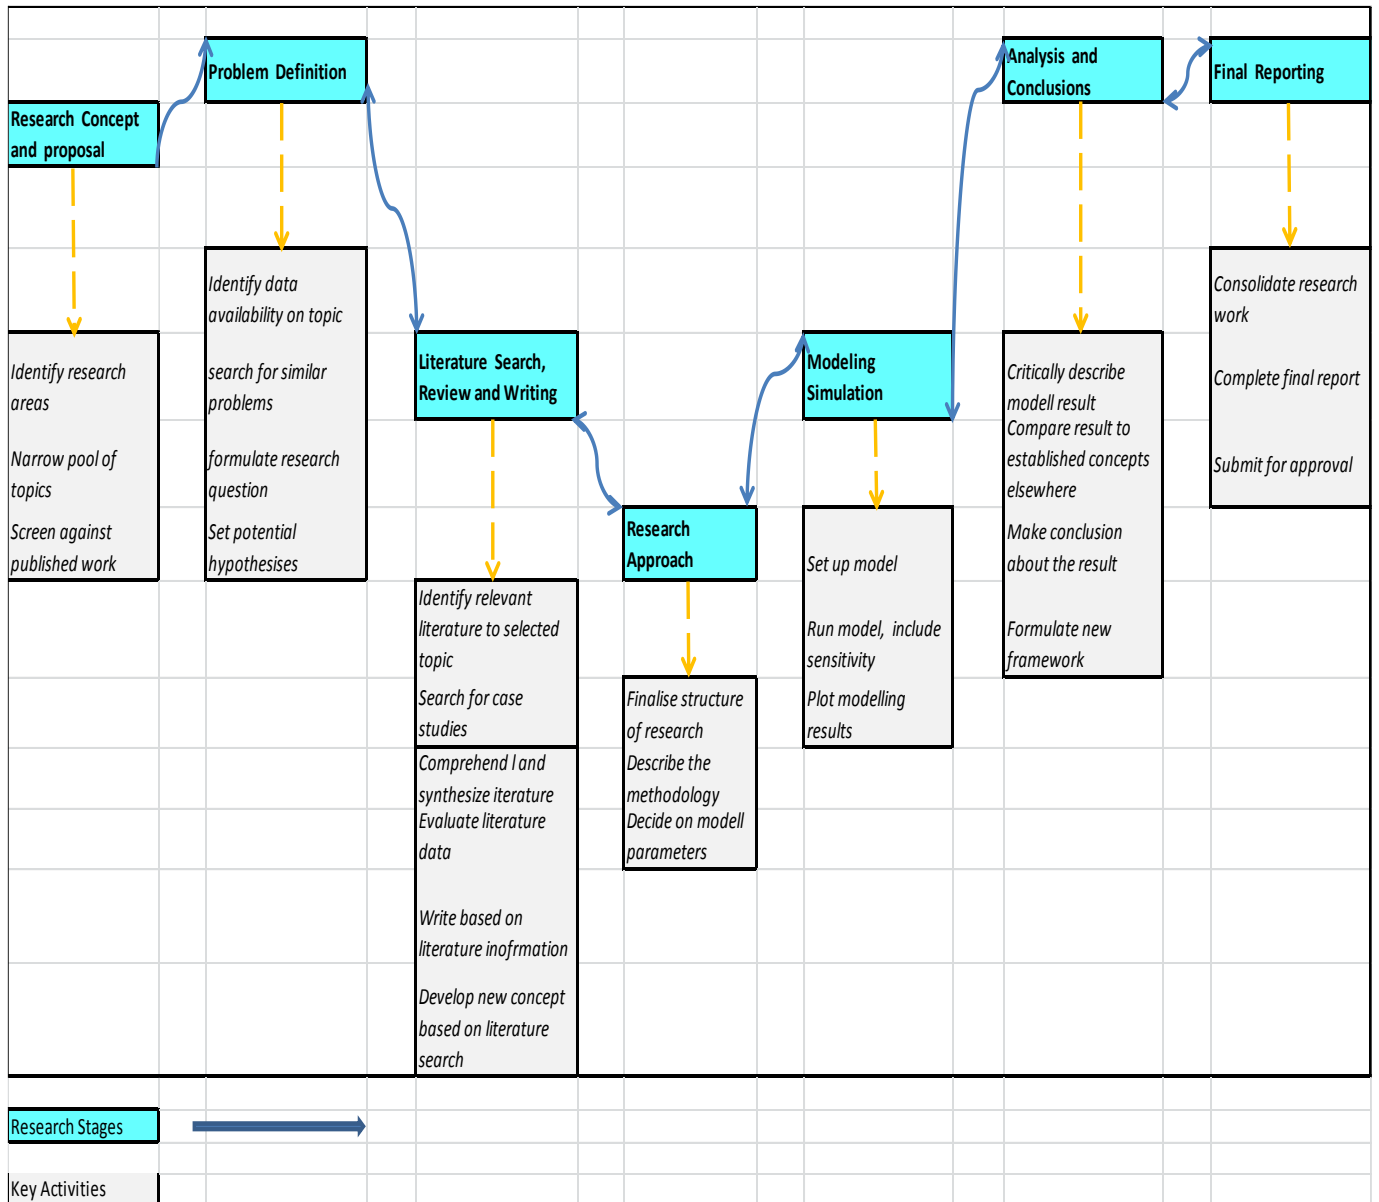 Research Concept
and proposal
Identify research
areas
Narrow pool of
topics
Screen against
published work
Problem Definition
Identify data
availability on topic
search for similar
problems
formulate research
question
Set potential
hypothesises
Literature Search,
Review and Writing
Identify relevant
literature to selected
topic
Search for case
studies
Comprehend l and
synthesize iterature
Evaluate literature
data
Write based on
literature inofrmation
Develop new concept
based on literature
search
Research
Approach
Finalise structure
of research
Describe the
methodology
Decide on modell
parameters
Modeling
Simulation
Set up model
Run model, include
sensitivity
Plot modelling
results
Analysis and
Conclusions
Critically describe
modell result
Compare result to
established concepts
elsewhere
Make conclusion
about the result
Formulate new
framework
Final Reporting
Consolidate research
work
Complete final report
Submit for approval
Research Stages
Key Activities